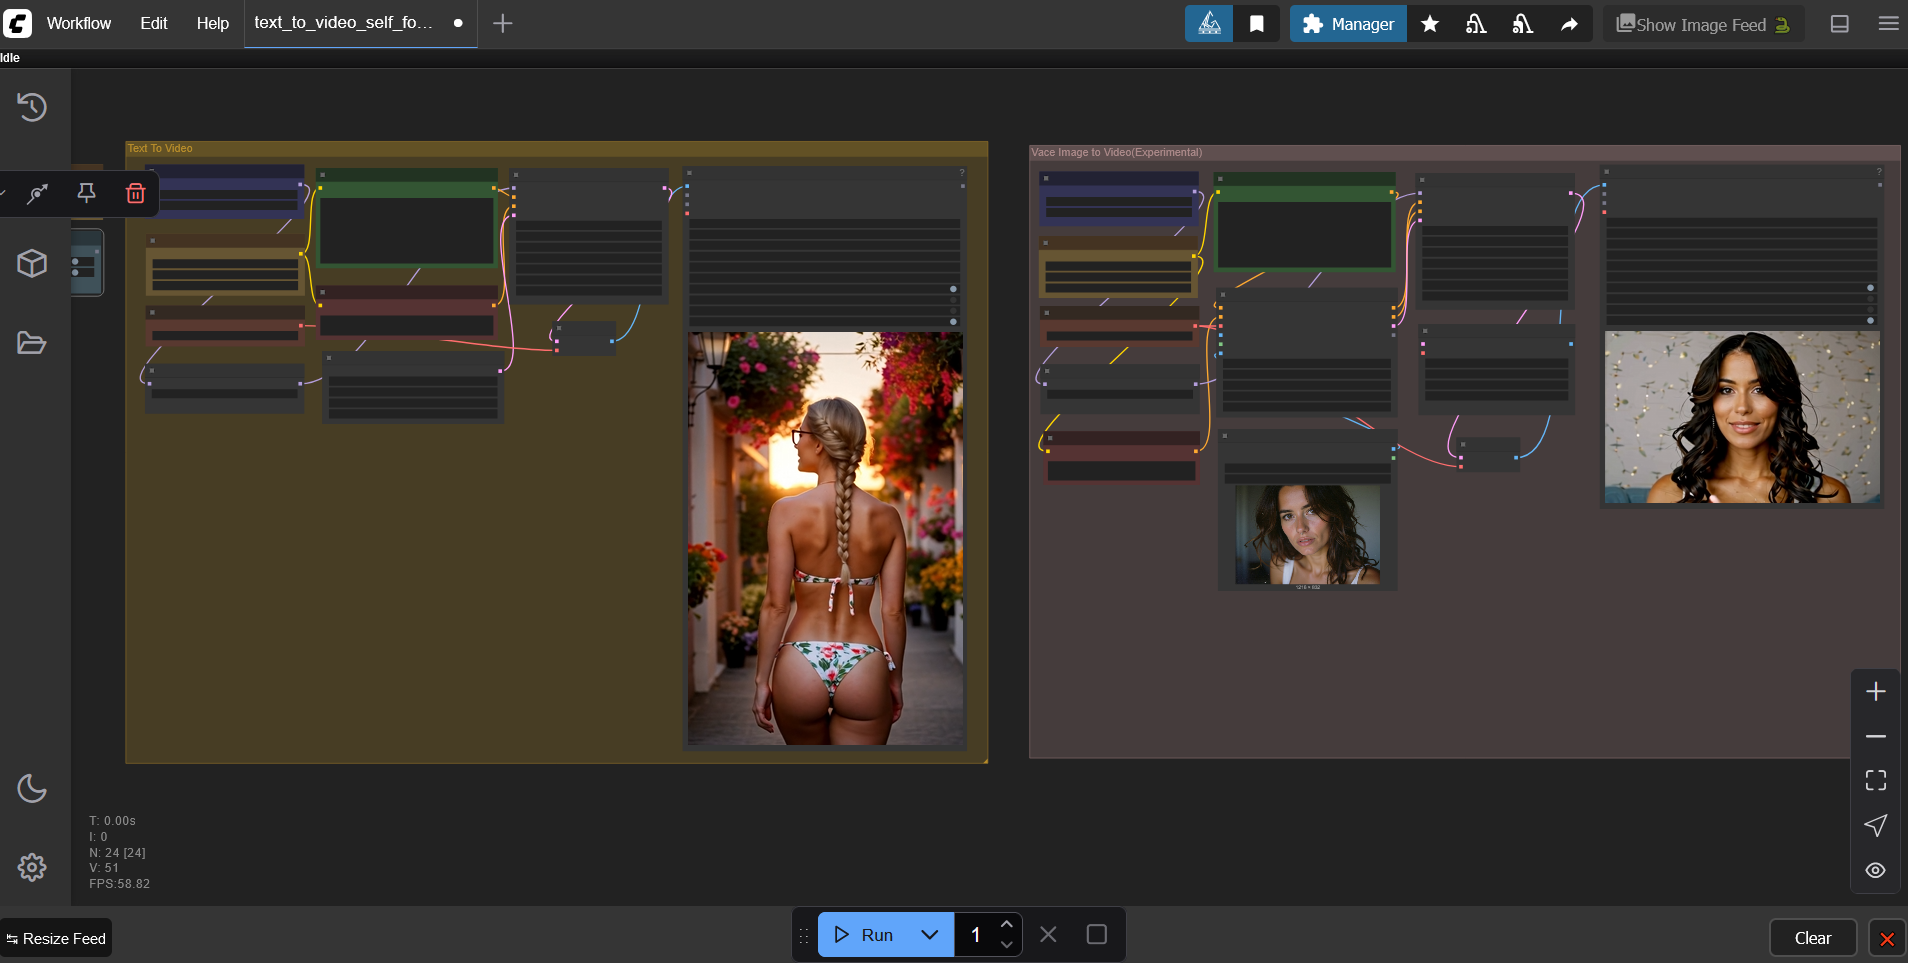 Workflow Edit Help text_to_video_self_fo... Manager Show Image Feed
Idle
Text To Video
Vace Image to Video(Experimental)
?
?
T: 0.00s
I: 0
N: 24 [24]
V: 51
FPS:58.82
Resize Feed Run 1 Clear